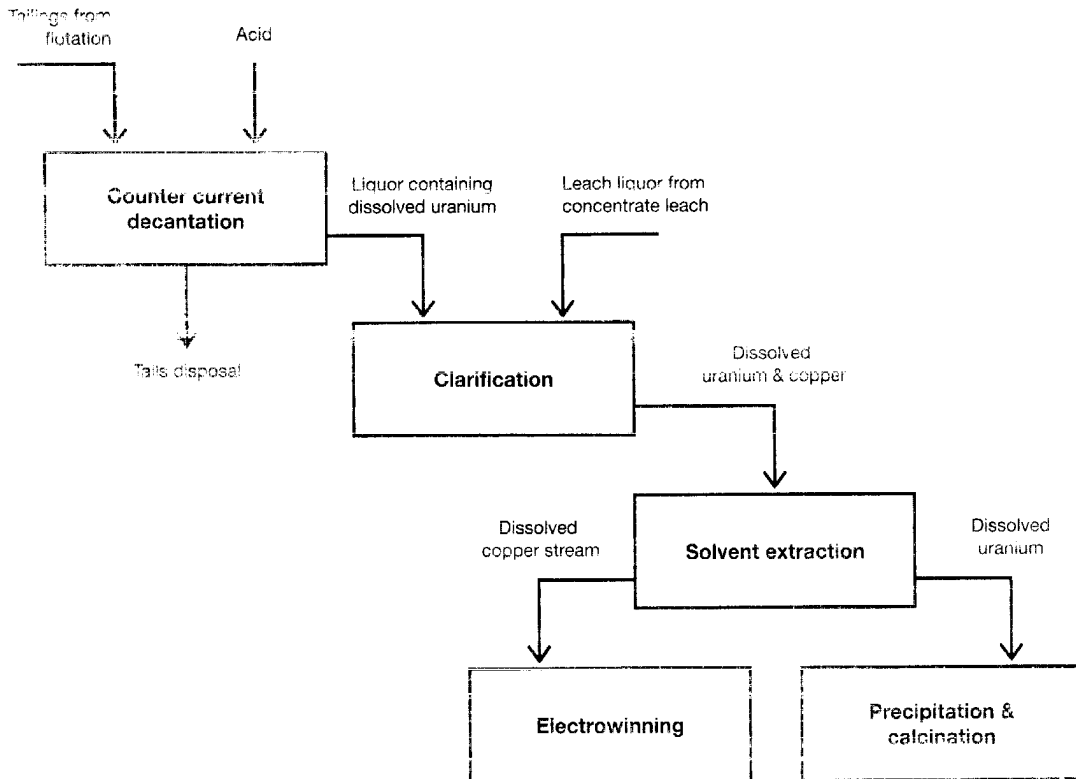 Tailings from
flotation
Acid
Counter current
decantation
Liquor containing
dissolved uranium
Leach liquor from
concentrate leach
Tails disposal
Clarification
Dissolved
uranium & copper
Dissolved
copper stream
Solvent extraction
Dissolved
uranium
Electrowinning
Precipitation &
calcination